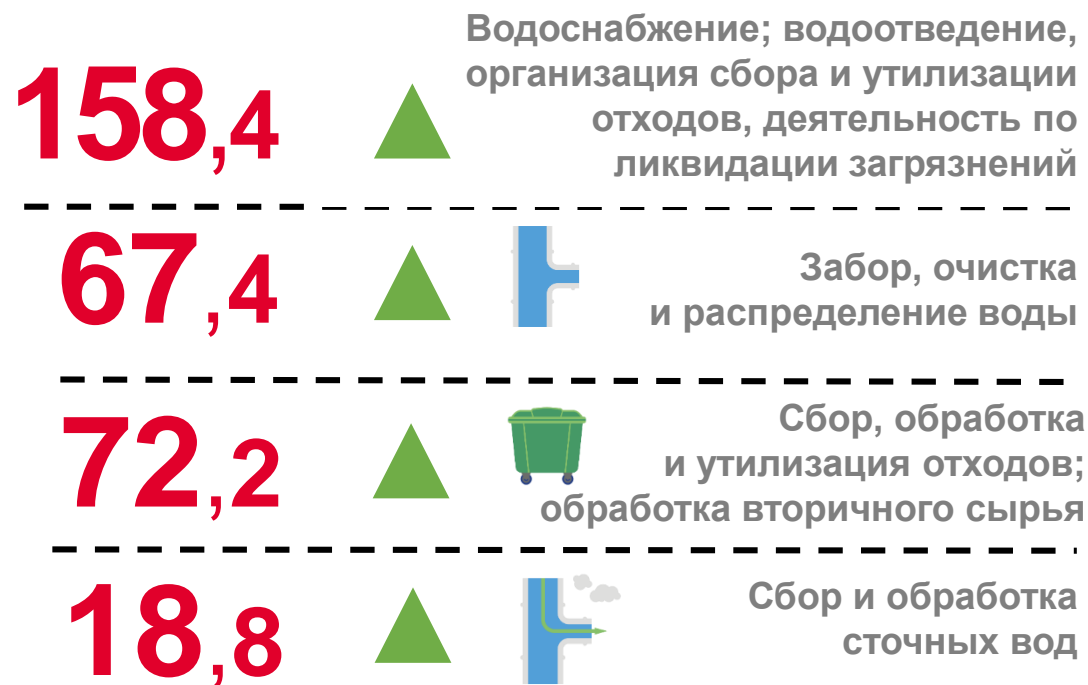 158,4
Водоснабжение; водоотведение,
организация сбора и утилизации
отходов, деятельность по
ликвидации загрязнений
67,4
Забор, очистка
и распределение воды
72,2
Сбор, обработка
и утилизация отходов;
обработка вторичного сырья
18,8
Сбор и обработка
сточных вод